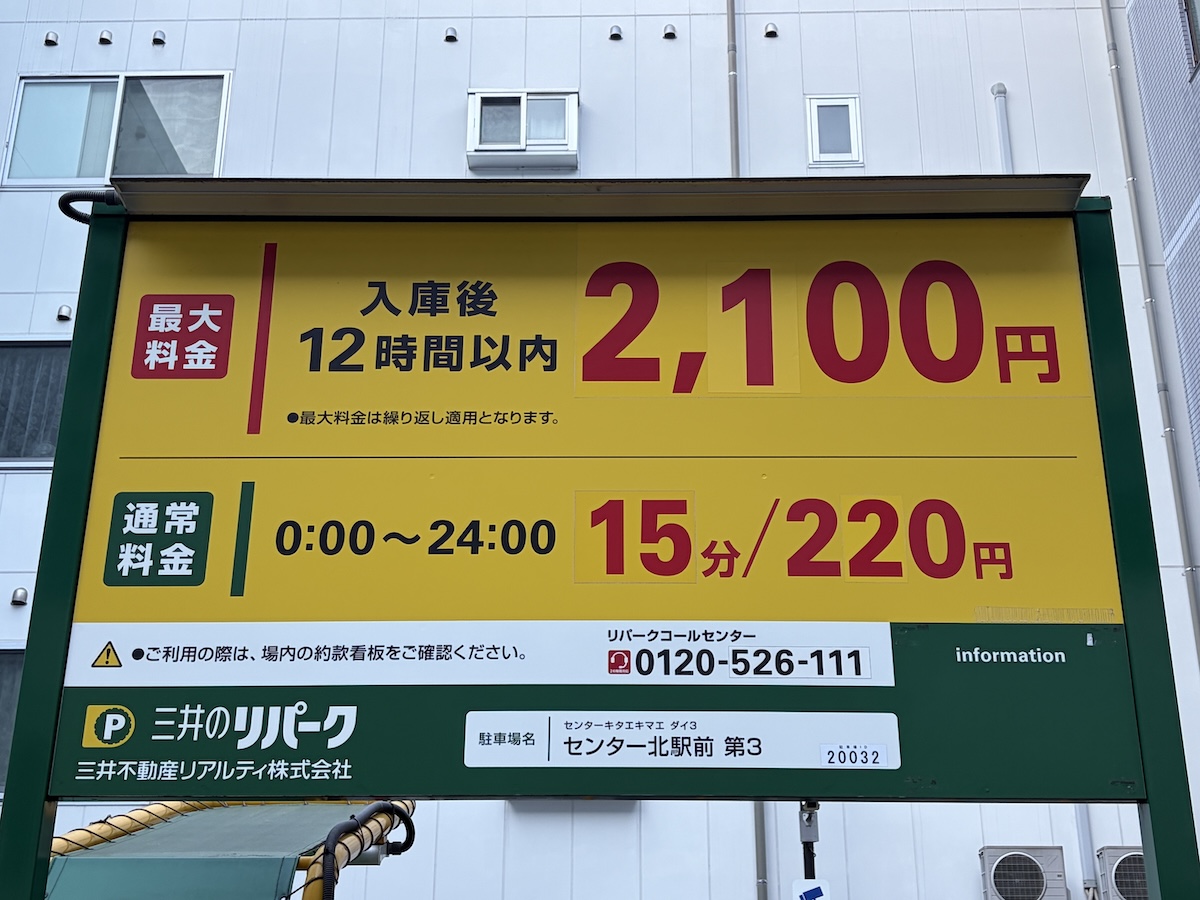 最大
料金
入庫後
12時間以内
2,100円
●最大料金は繰り返し適用となります。
通常
料金
0:00～24:00
15分/220円
●ご利用の際は、場内の約款看板をご確認ください。
リパークコールセンター
0120-526-111
information
P 三井のリパーク
三井不動産リアルティ株式会社
駐車場名
センターキタエキマエ ダイ3
センター北駅前 第3
20032